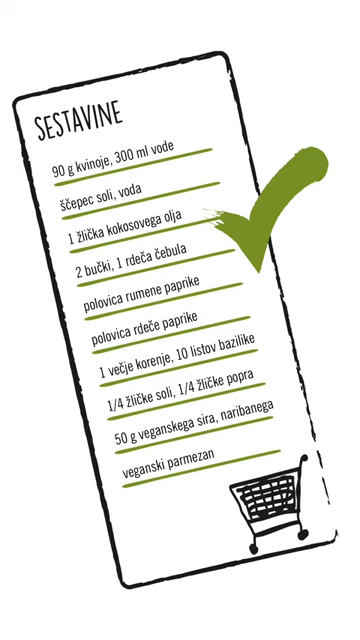 SESTAVINE
90 g kvinoje, 300 ml vode
ščepec soli, voda
1 žlička kokosovega olja
2 bučki, 1 rdeča čebula
polovica rumene paprike
polovica rdeče paprike
1 večje korenje, 10 listov bazilike
1/4 žličke soli, 1/4 žličke popra
50 g veganskega sira, naribanega
veganski parmezan